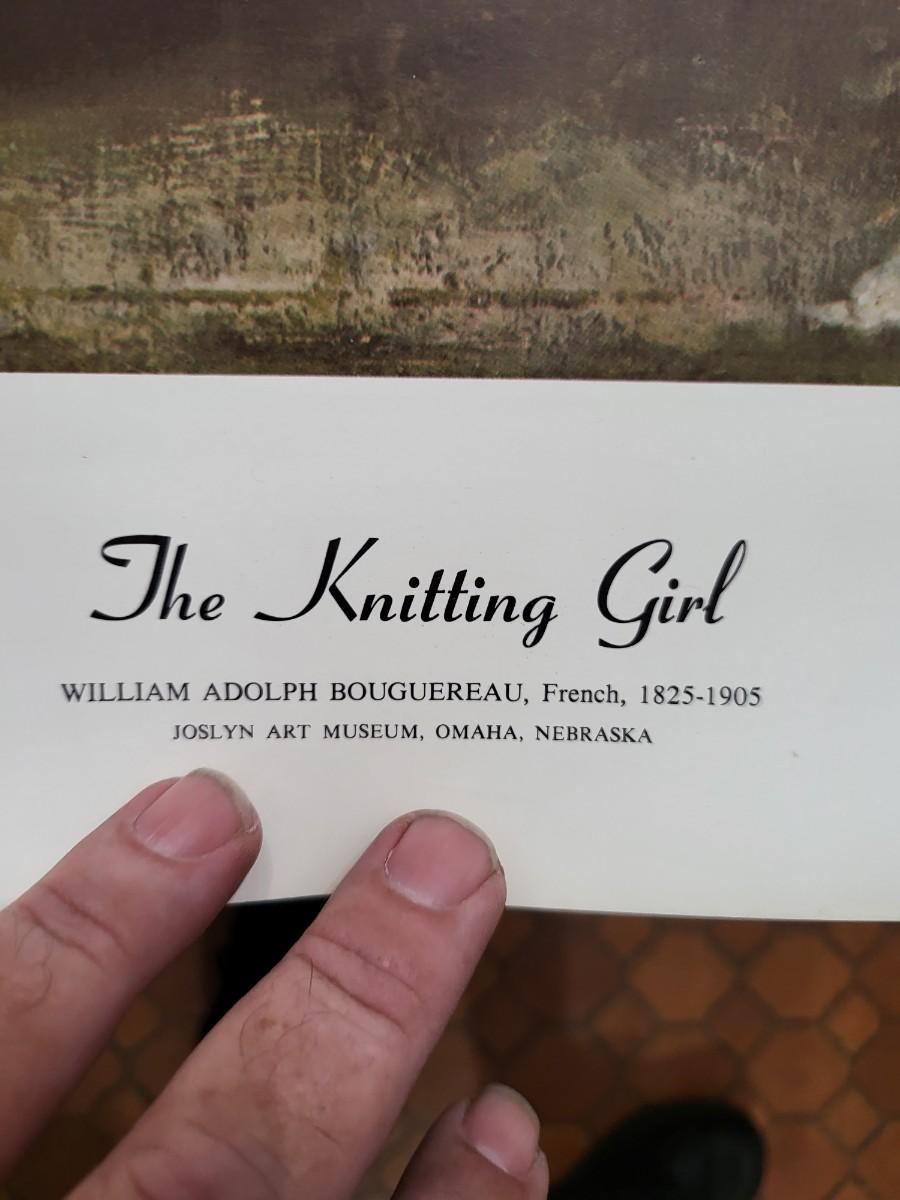 The Knitting Girl
WILLIAM ADOLPH BOUGUEREAU, French, 1825-1905
JOSLYN ART MUSEUM, OMAHA, NEBRASKA